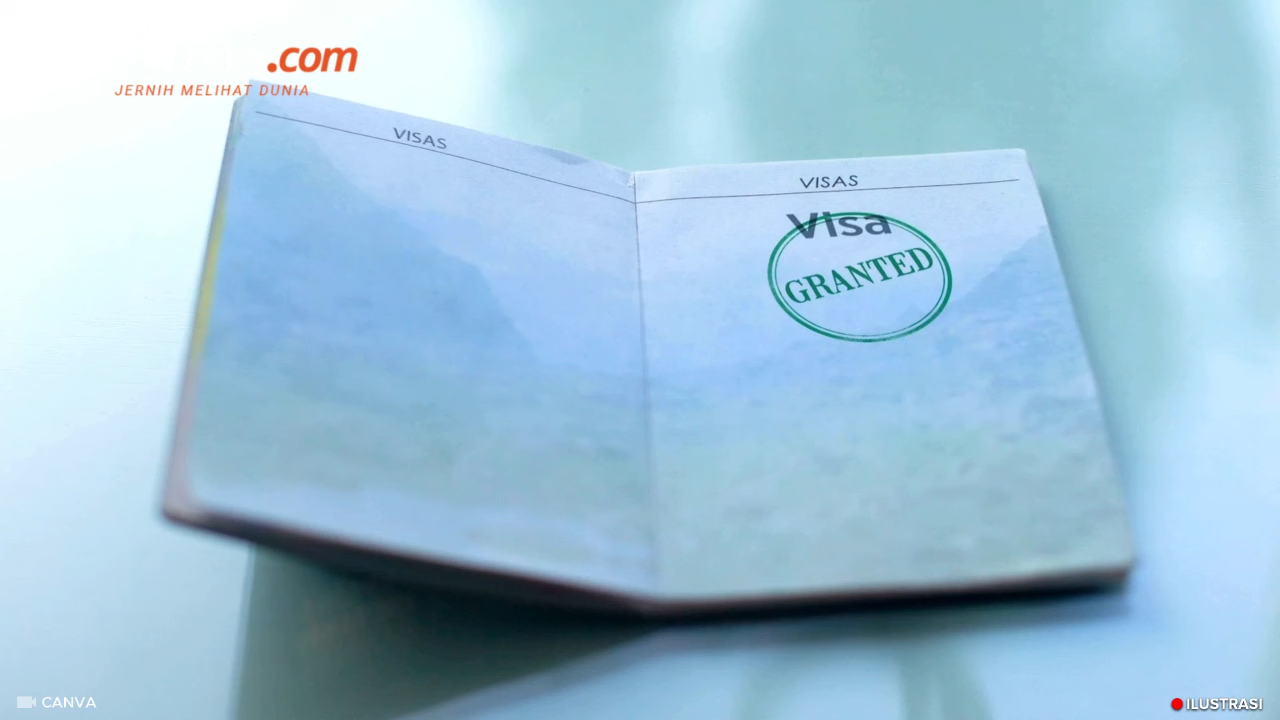 .com
JERNIH MELIHAT DUNIA
VISAS
VISAS
Visa
GRANTED
CANVA
ILUSTRASI